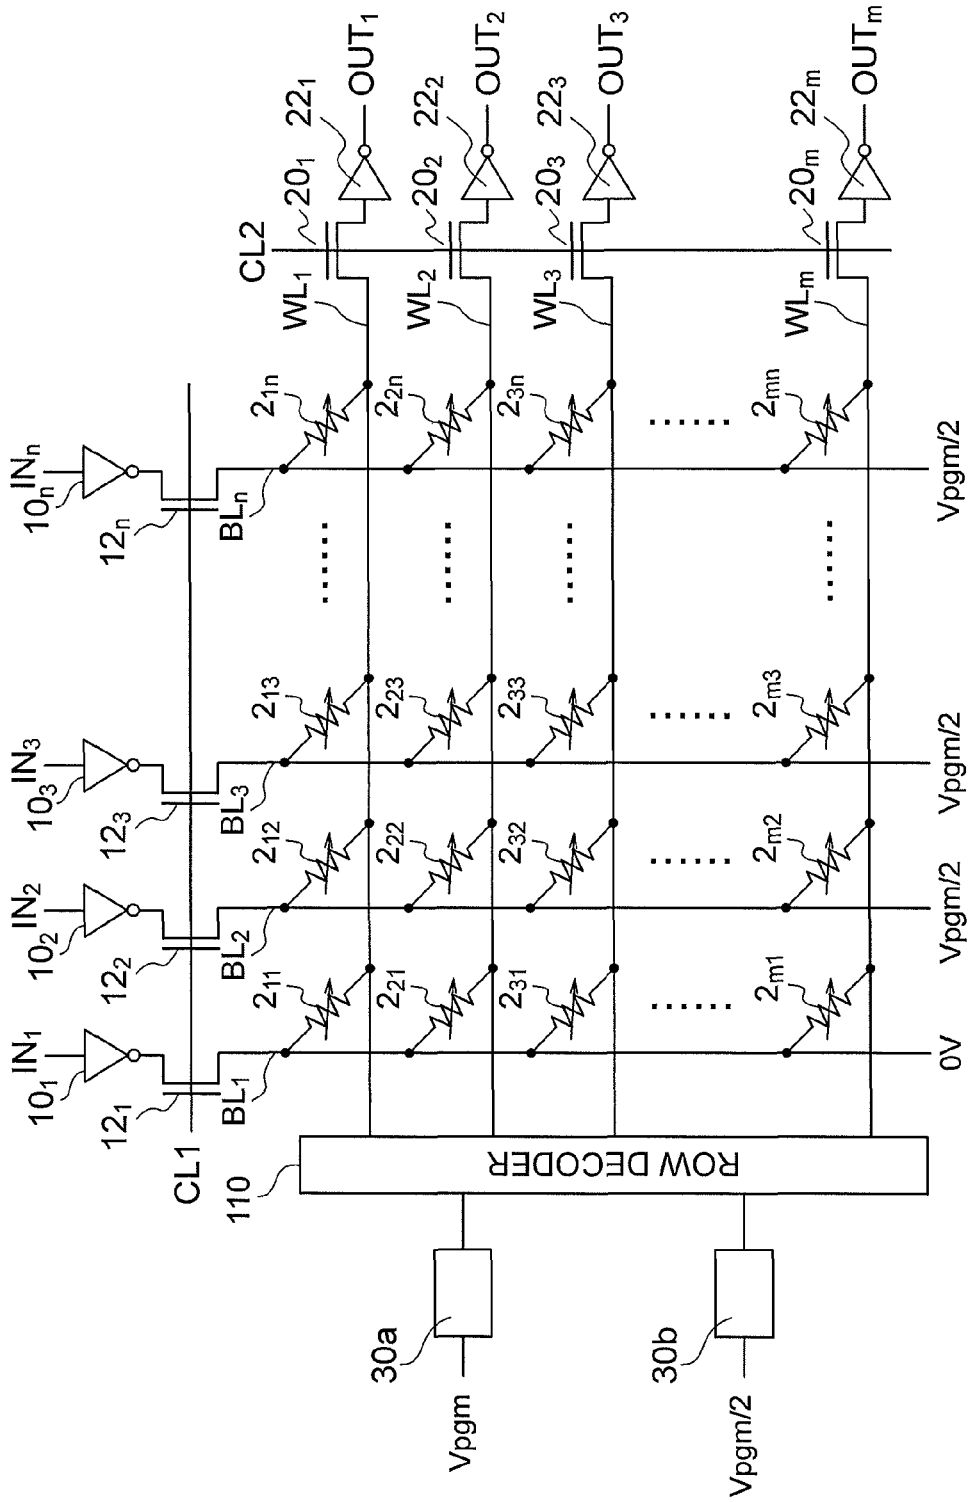 IN₁ IN₂ IN₃ INₙ
10₁ 10₂ 10₃ 10ₙ
12₁ 12₂ 12₃ 12ₙ
CL1
BL₁ BL₂ BL₃ BLₙ
CL2
110
ROW DECODER
2₁₁ 2₁₂ 2₁₃ ...... 2₁ₙ WL₁ 20₁ 22₁ OUT₁
2₂₁ 2₂₂ 2₂₃ ...... 2₂ₙ WL₂ 20₂ 22₂ OUT₂
2₃₁ 2₃₂ 2₃₃ ...... 2₃ₙ WL₃ 20₃ 22₃ OUT₃
...... ...... ...... ......
2ₘ₁ 2ₘ₂ 2ₘ₃ ...... 2ₘₙ WLₘ 20ₘ 22ₘ OUTₘ
Vpgm 30a
Vpgm/2 30b
0V Vpgm/2 Vpgm/2 Vpgm/2